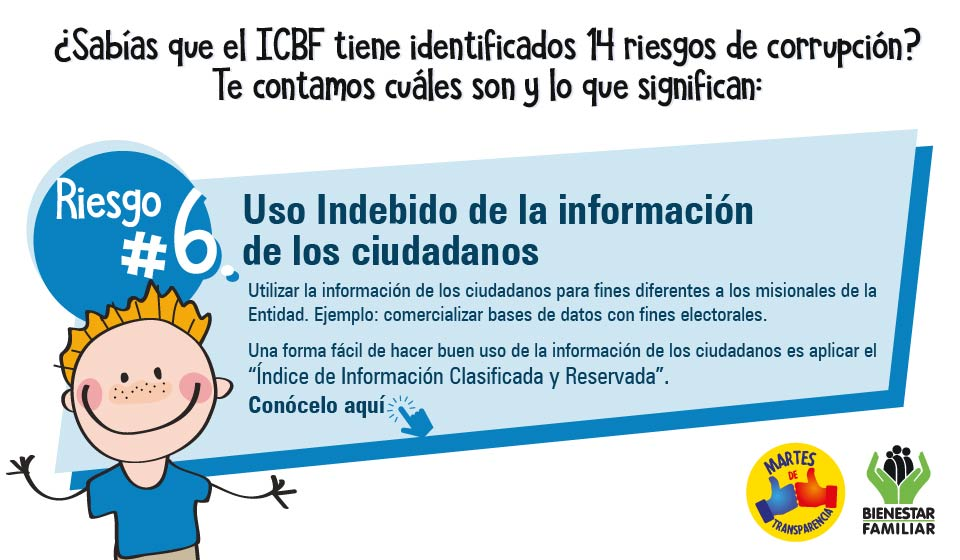 ¿Sabías que el ICBF tiene identificados 14 riesgos de corrupción?
Te contamos cuáles son y lo que significan:
Riesgo
#6.
Uso Indebido de la información
de los ciudadanos
Utilizar la información de los ciudadanos para fines diferentes a los misionales de la
Entidad. Ejemplo: comercializar bases de datos con fines electorales.
Una forma fácil de hacer buen uso de la información de los ciudadanos es aplicar el
“Índice de Información Clasificada y Reservada”.
Conócelo aquí
MARTES
DE
TRANSPARENCIA
BIENESTAR
FAMILIAR